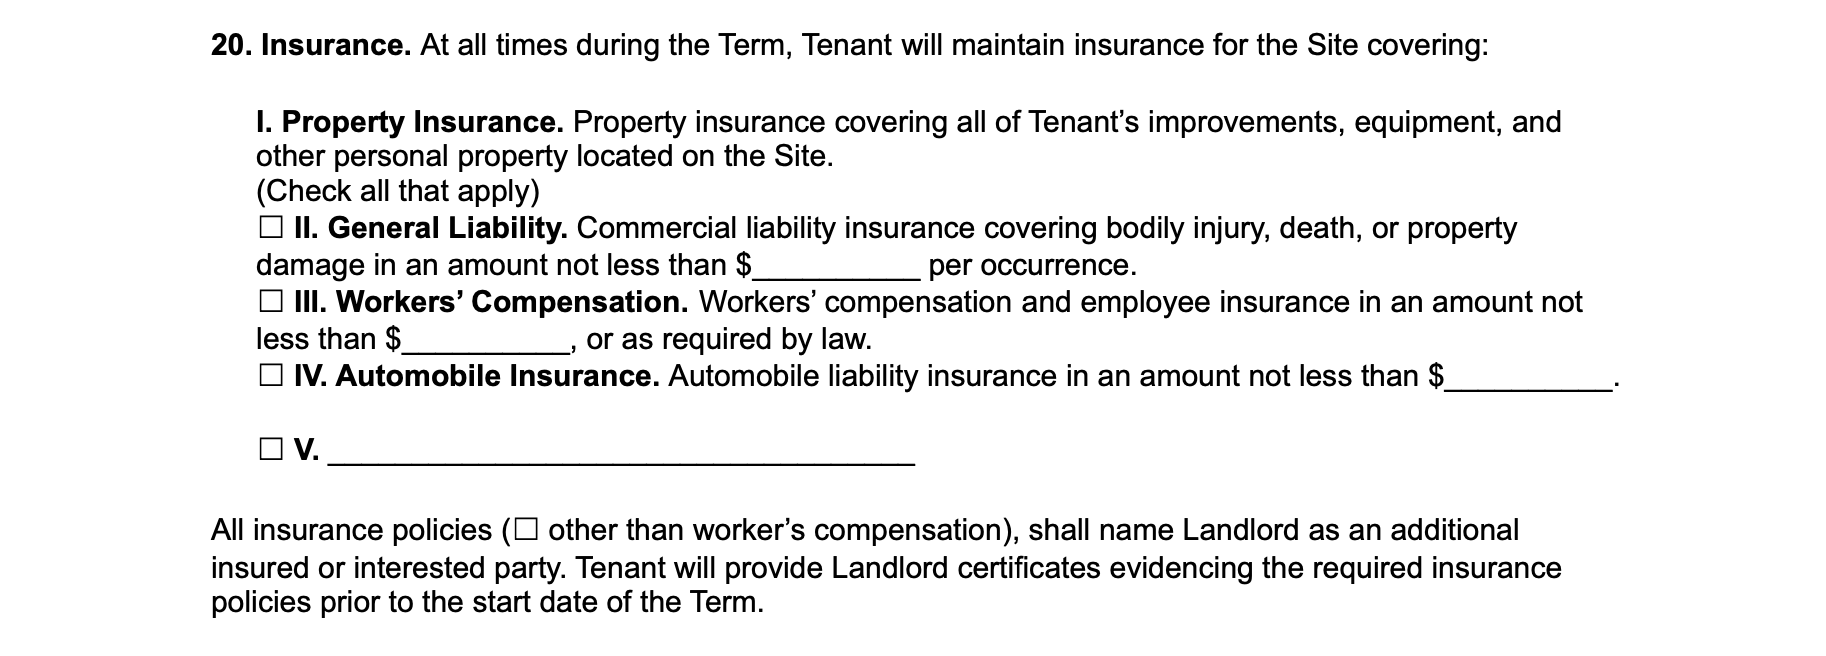 20. Insurance. At all times during the Term, Tenant will maintain insurance for the Site covering:
I. Property Insurance. Property insurance covering all of Tenant’s improvements, equipment, and
other personal property located on the Site.
(Check all that apply)
☐ II. General Liability. Commercial liability insurance covering bodily injury, death, or property
damage in an amount not less than $__________ per occurrence.
☐ III. Workers’ Compensation. Workers’ compensation and employee insurance in an amount not
less than $__________, or as required by law.
☐ IV. Automobile Insurance. Automobile liability insurance in an amount not less than $__________.
☐ V. ___________________________________
All insurance policies (☐ other than worker’s compensation), shall name Landlord as an additional
insured or interested party. Tenant will provide Landlord certificates evidencing the required insurance
policies prior to the start date of the Term.